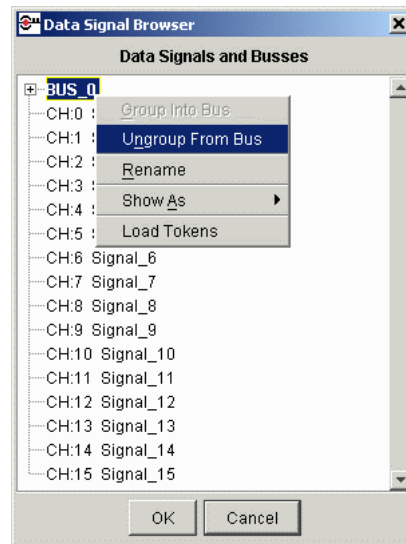 Data Signal Browser
Data Signals and Busses
BUS_0
CH:0
Group Into Bus
CH:1
Ungroup From Bus
CH:2
Rename
CH:3
Show As
CH:4
CH:5
Load Tokens
CH:6 Signal_6
CH:7 Signal_7
CH:8 Signal_8
CH:9 Signal_9
CH:10 Signal_10
CH:11 Signal_11
CH:12 Signal_12
CH:13 Signal_13
CH:14 Signal_14
CH:15 Signal_15
OK Cancel